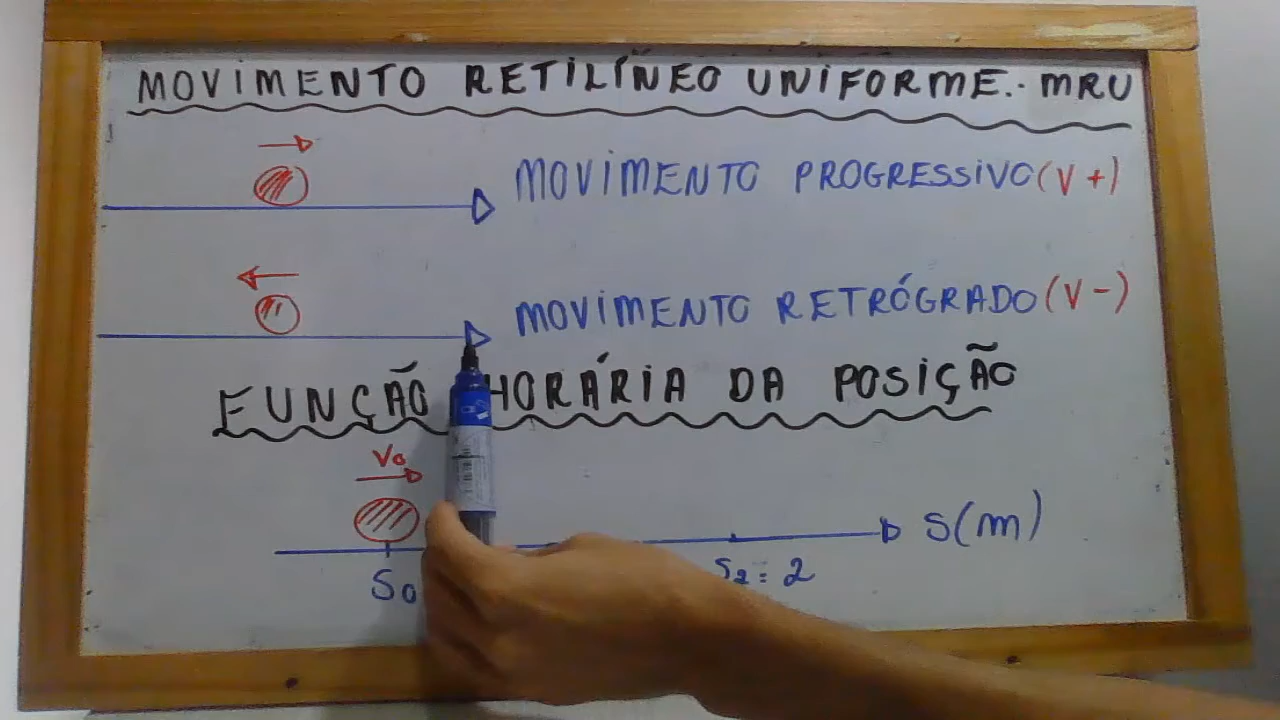 MOVIMENTO RETILÍNEO UNIFORME.. MRU
MOVIMENTO PROGRESSIVO (V+)
MOVIMENTO RETRÓGRADO (V-)
FUNÇÃO HORÁRIA DA POSIÇÃO
V0
S(m)
S0
S2 = 2